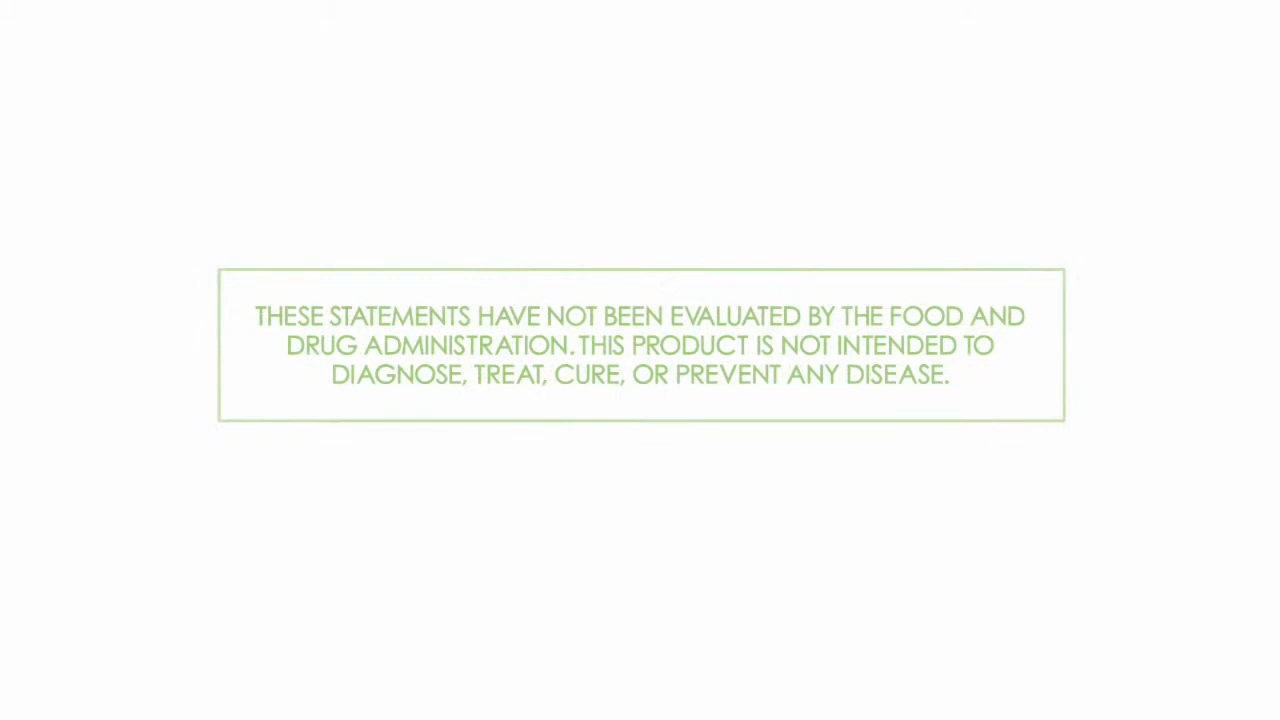 THESE STATEMENTS HAVE NOT BEEN EVALUATED BY THE FOOD AND
DRUG ADMINISTRATION. THIS PRODUCT IS NOT INTENDED TO
DIAGNOSE, TREAT, CURE, OR PREVENT ANY DISEASE.